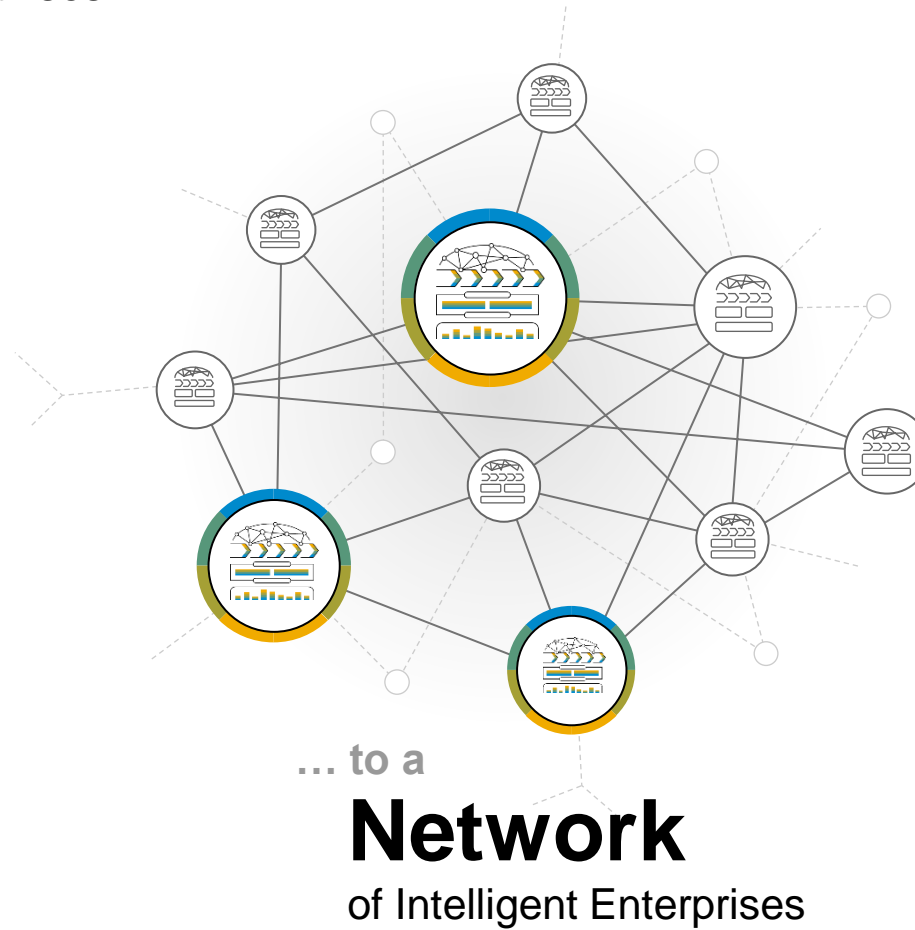 … to a
Network
of Intelligent Enterprises